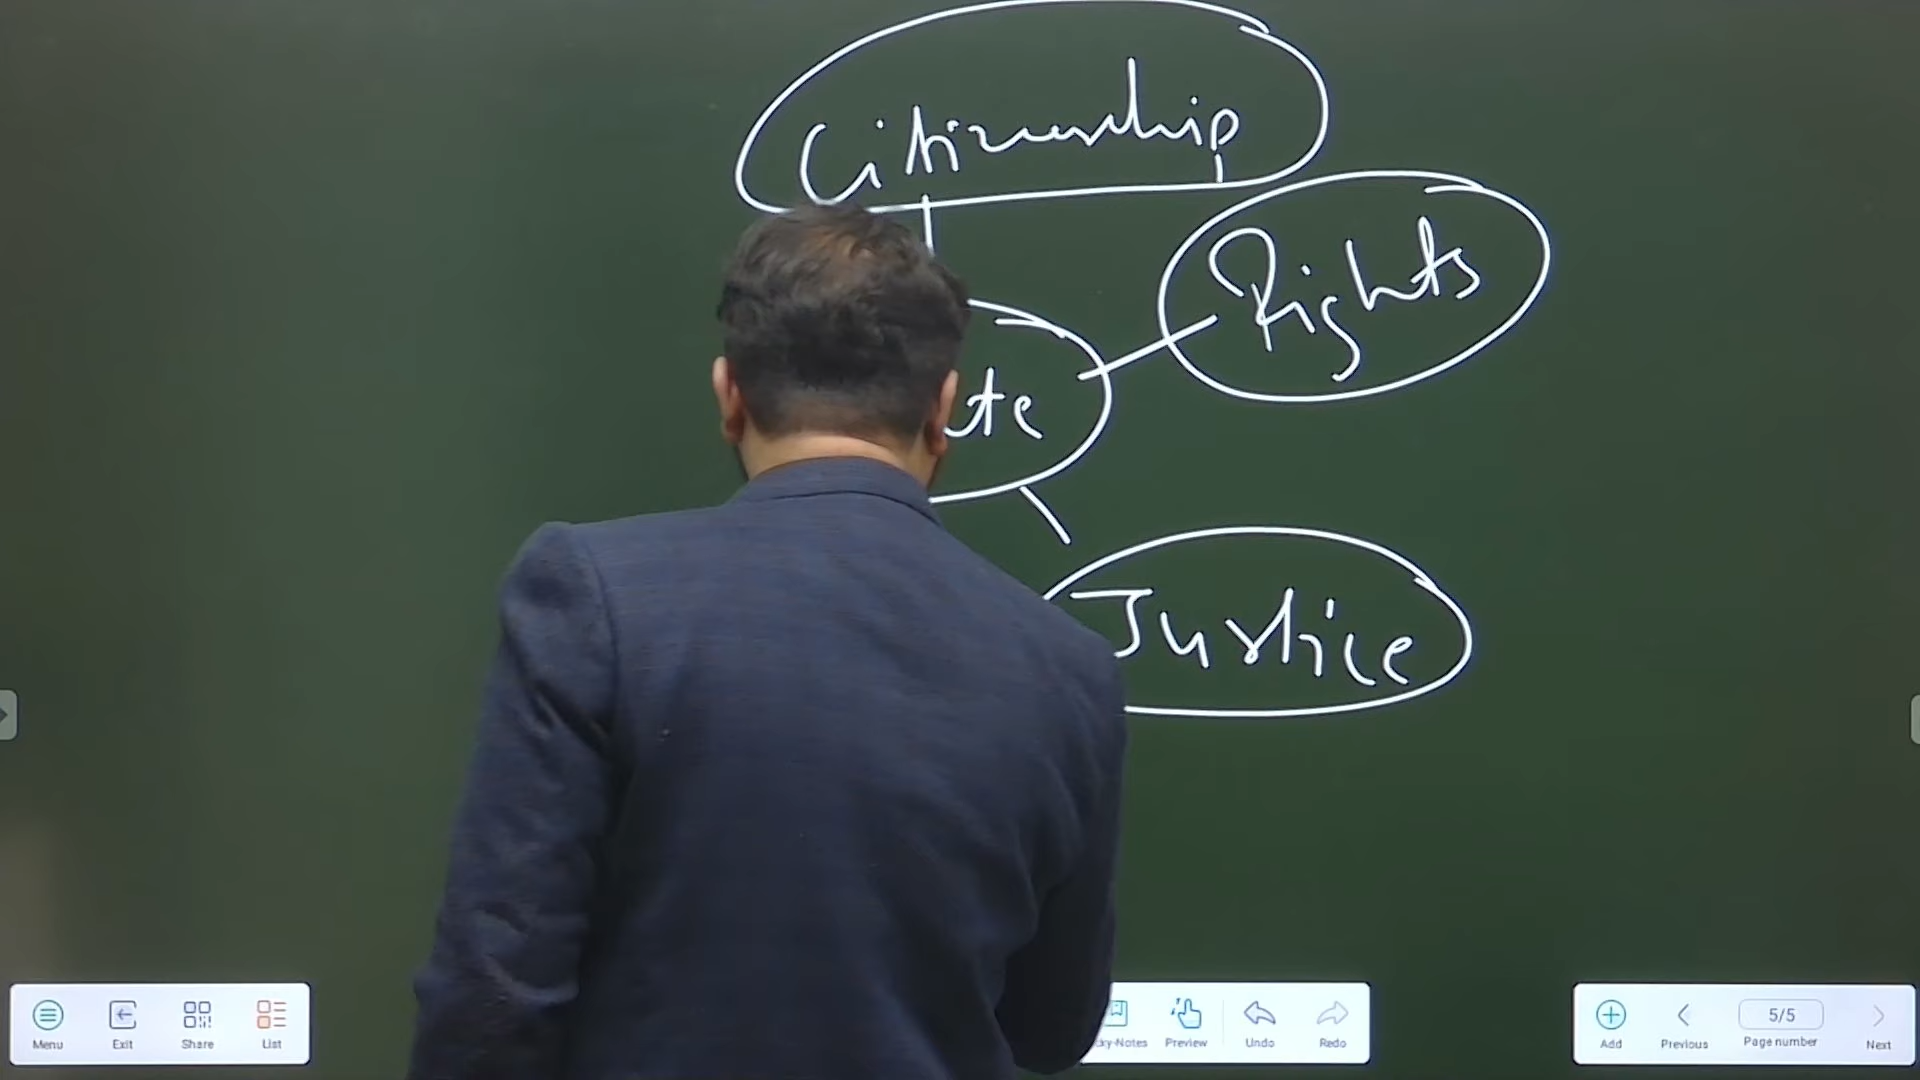 Citizenship
Rights
te
Justice
Menu
Exit
Share
List
Preview
Undo
Redo
Add
Previous
5/5
Page number
Next